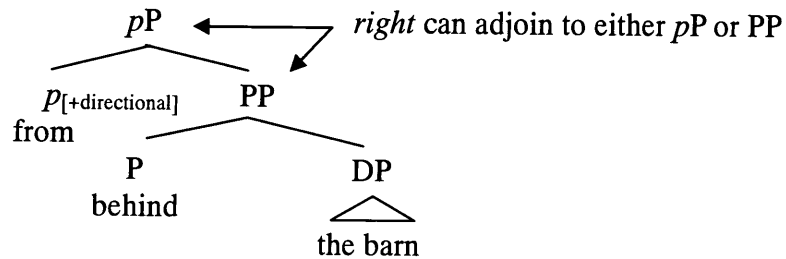 pP right can adjoin to either pP or PP
p[+directional] PP
from
P DP
behind
the barn